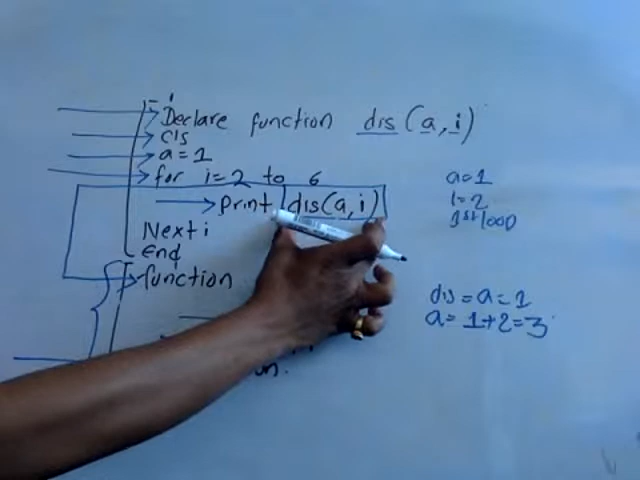 Declare function dis (a, i)
cls
a = 1
for i = 2 to 6
print dis(a, i)
Next i
End
function
a = 1
i = 2
1st loop
dis = a = 1
a = 1 + 2 = 3